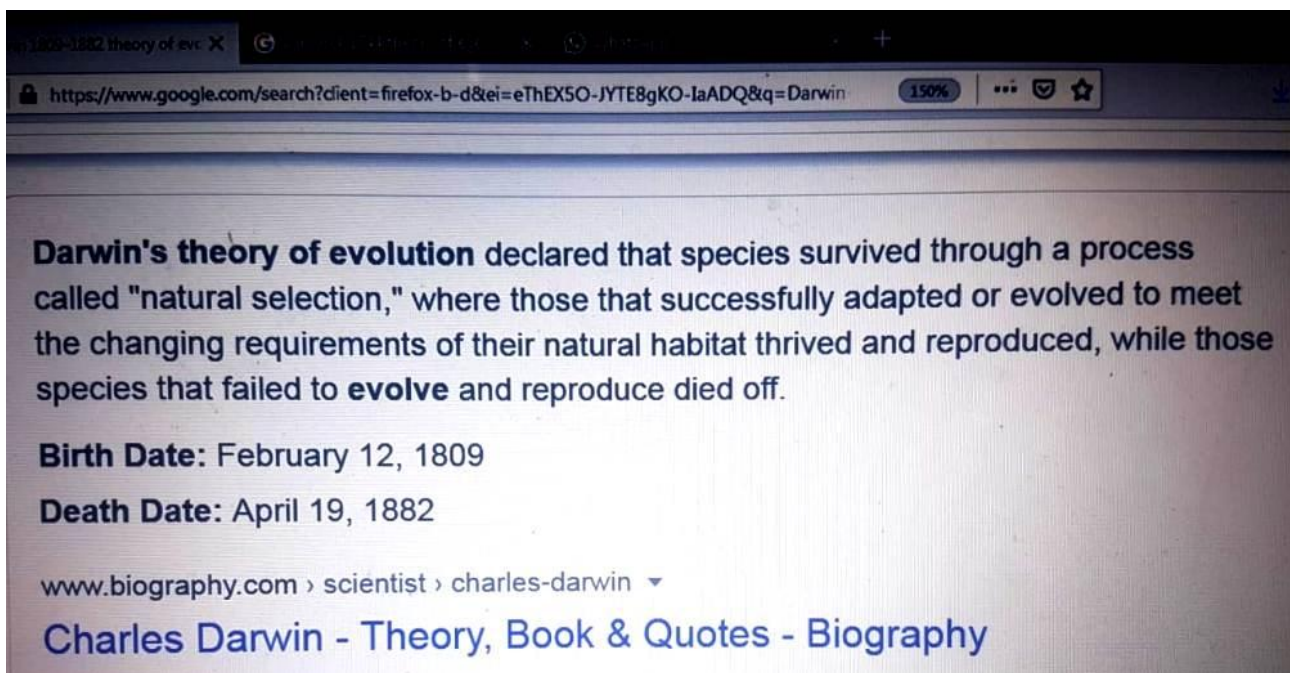 1809-1882 theory of evc
https://www.google.com/search?client=firefox-b-d&ei=eThEX5O-JYTE8gKO-IaADQ&q=Darwin 150%
Darwin's theory of evolution declared that species survived through a process
called "natural selection," where those that successfully adapted or evolved to meet
the changing requirements of their natural habitat thrived and reproduced, while those
species that failed to evolve and reproduce died off.
Birth Date: February 12, 1809
Death Date: April 19, 1882
www.biography.com › scientist › charles-darwin
Charles Darwin - Theory, Book & Quotes - Biography